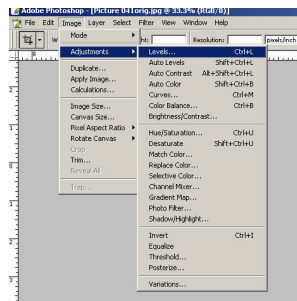 Adobe Photoshop - [Picture 041orig.jpg @ 33.3% (RGB/8)]
File Edit Image Layer Select Filter View Window Help
Mode
Adjustments
Duplicate...
Apply Image...
Calculations...
Image Size...
Canvas Size...
Pixel Aspect Ratio
Rotate Canvas
Crop
Trim...
Reveal All
Trap...
Resolution: pixels/inch
Levels... Ctrl+L
Auto Levels Shift+Ctrl+L
Auto Contrast Alt+Shift+Ctrl+L
Auto Color Shift+Ctrl+B
Curves... Ctrl+M
Color Balance... Ctrl+B
Brightness/Contrast...
Hue/Saturation... Ctrl+U
Desaturate Shift+Ctrl+U
Match Color...
Replace Color...
Selective Color...
Channel Mixer...
Gradient Map...
Photo Filter...
Shadow/Highlight...
Invert Ctrl+I
Equalize
Threshold...
Posterize...
Variations...